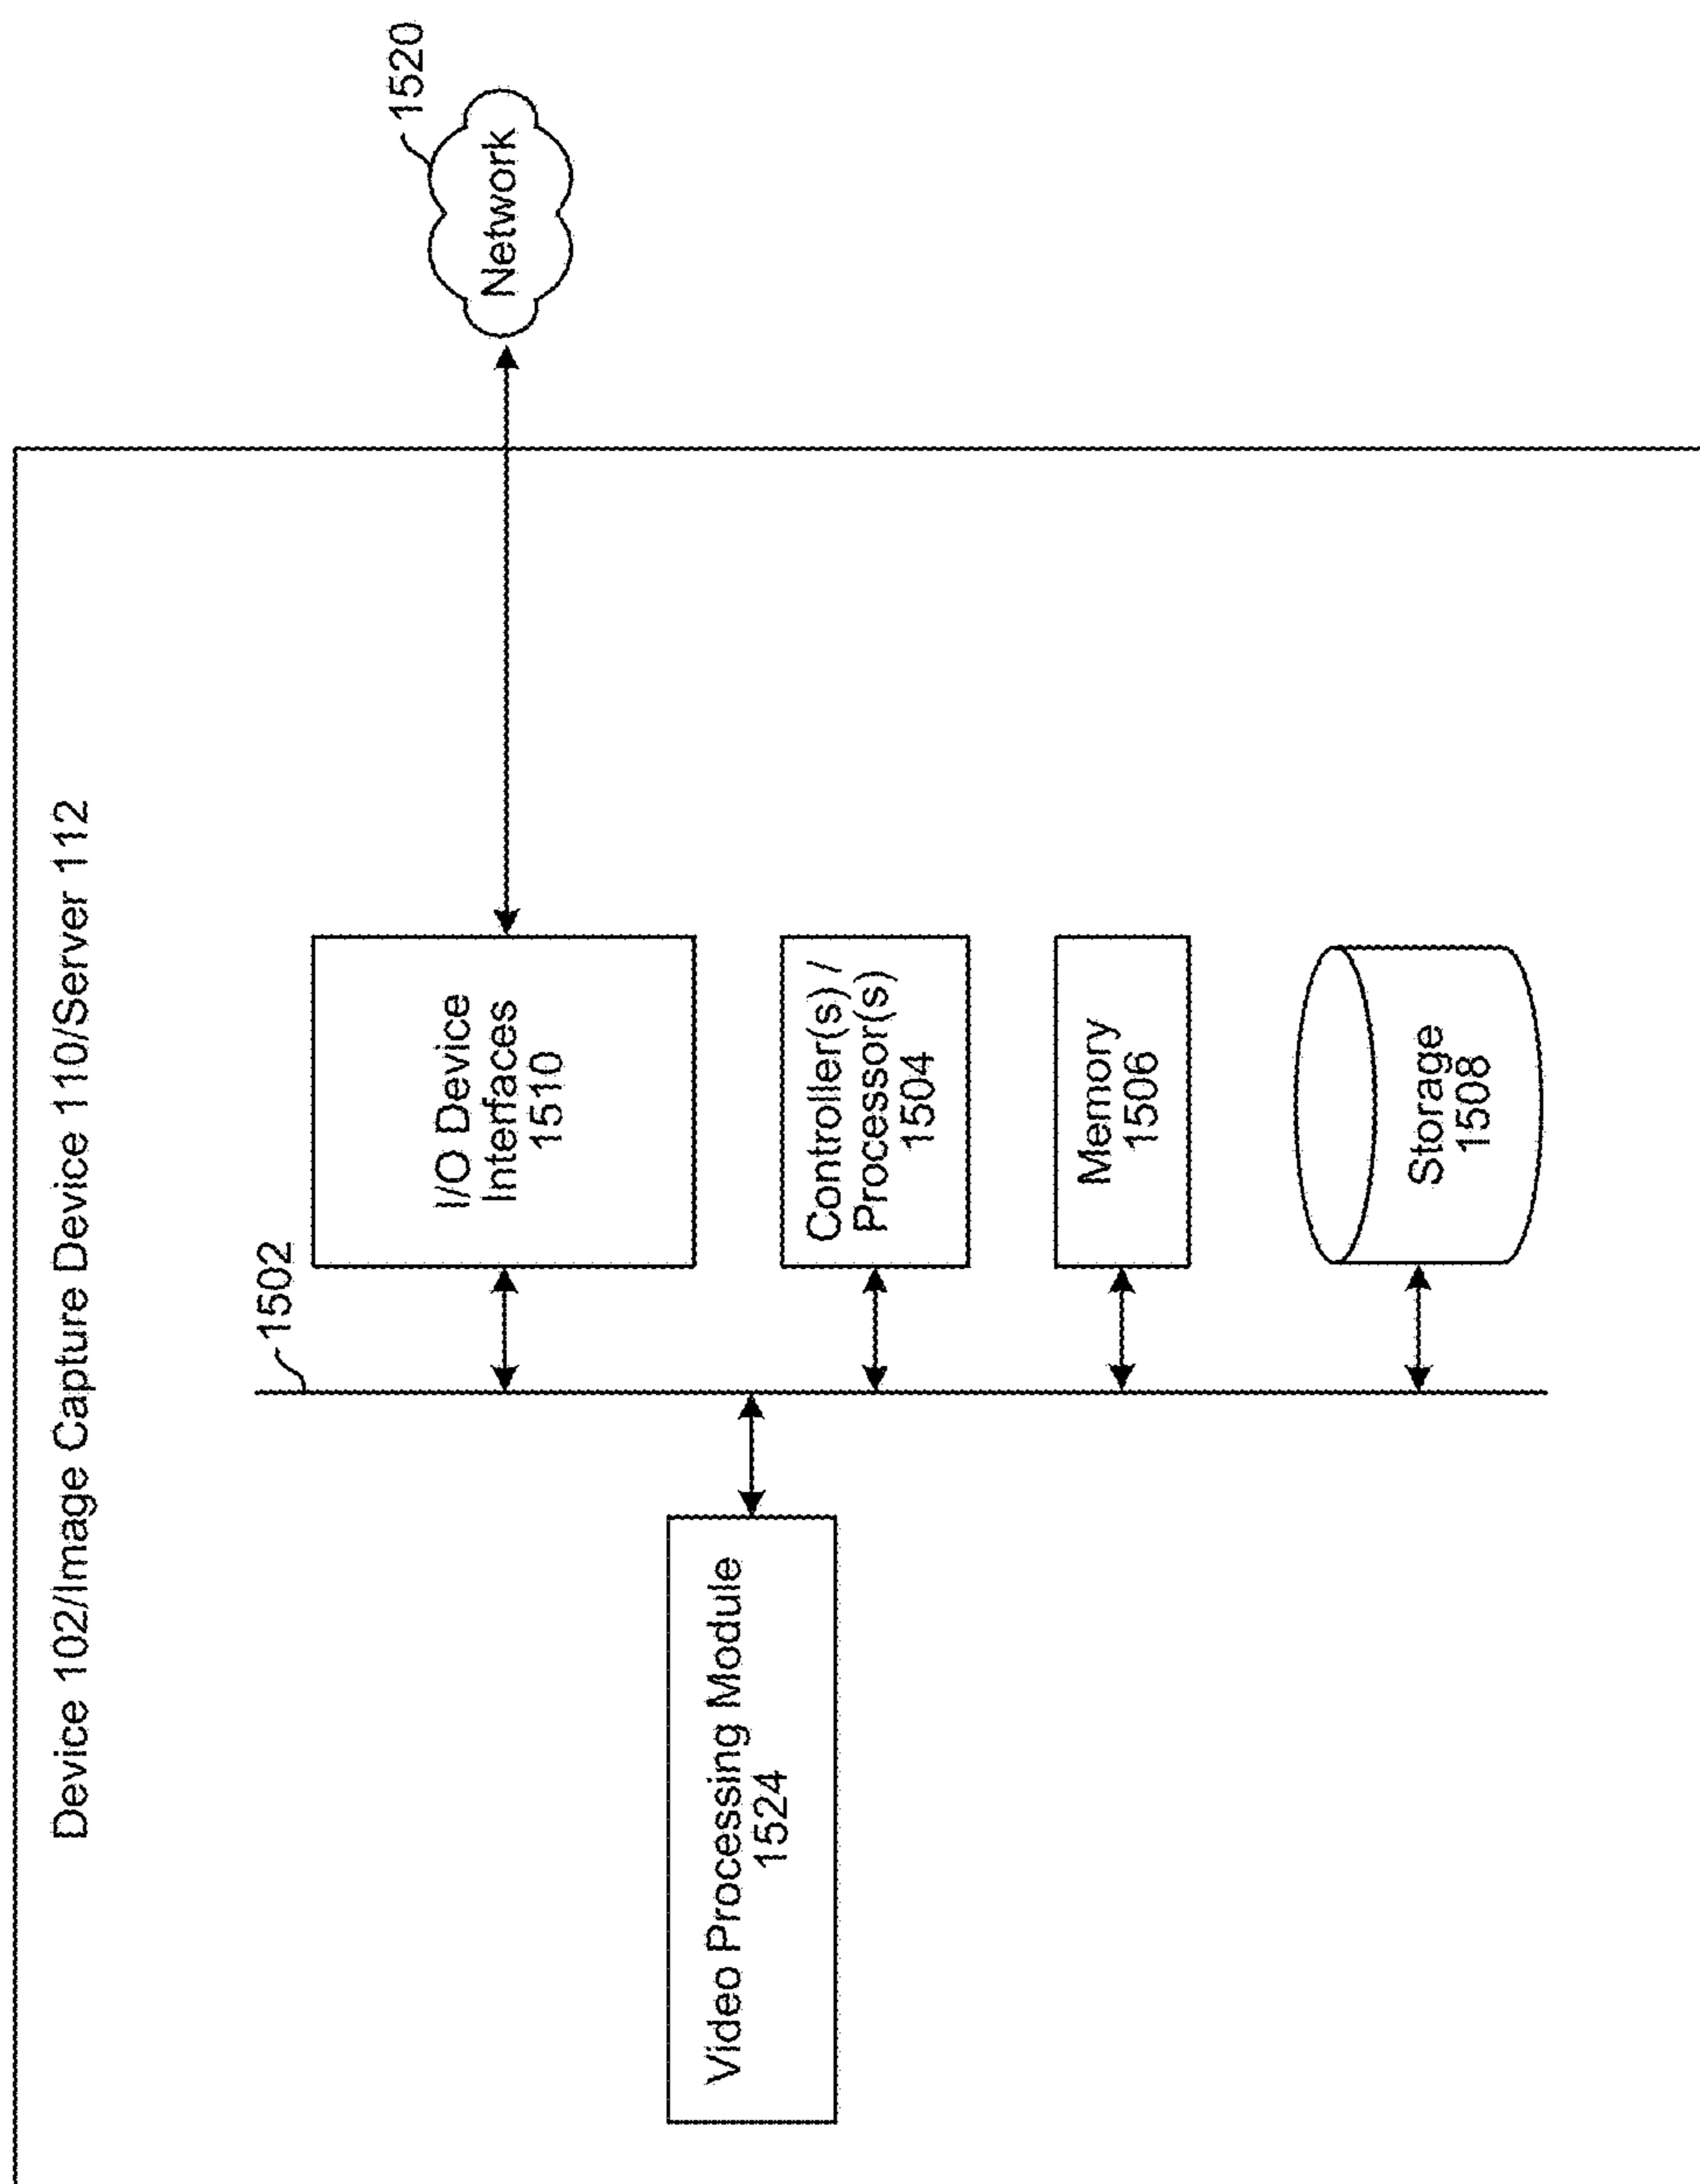 Device 102/Image Capture Device 110/Server 112
1502
I/O Device
Interfaces
1510
Network
1520
Video Processing Module
1524
Controller(s) /
Processor(s)
1504
Memory
1506
Storage
1508